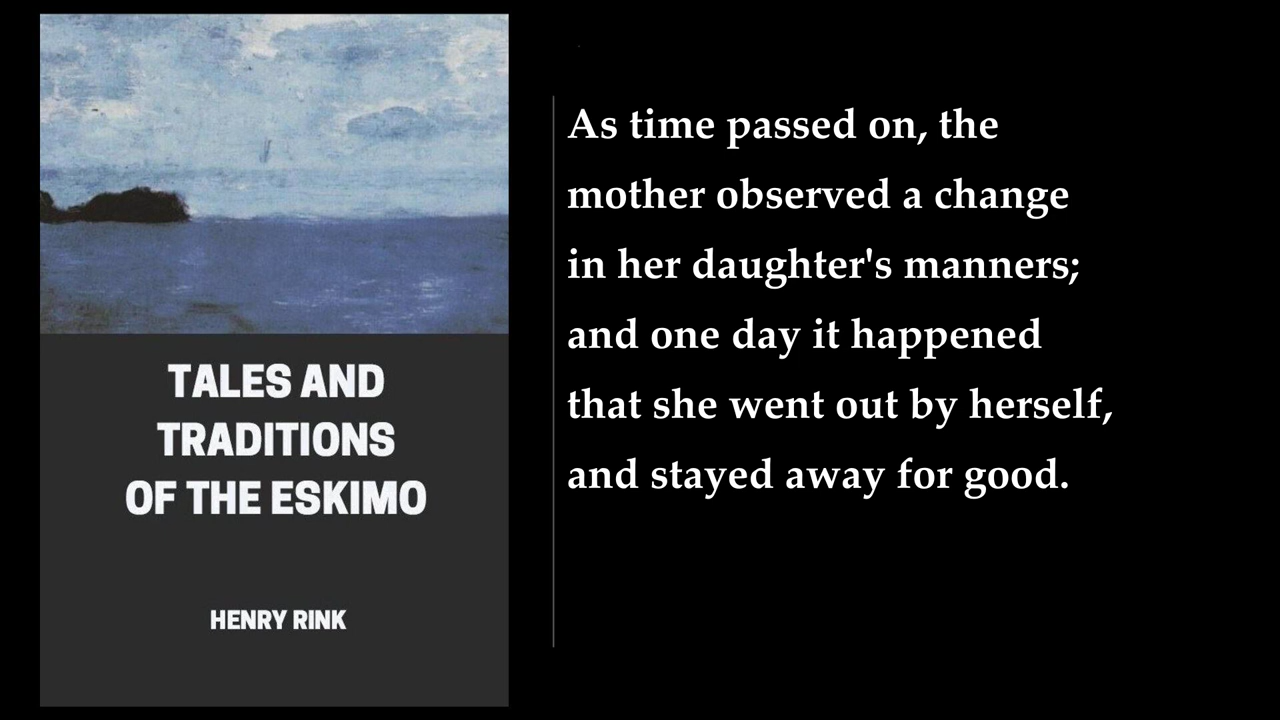 TALES AND
TRADITIONS
OF THE ESKIMO
HENRY RINK
As time passed on, the
mother observed a change
in her daughter's manners;
and one day it happened
that she went out by herself,
and stayed away for good.